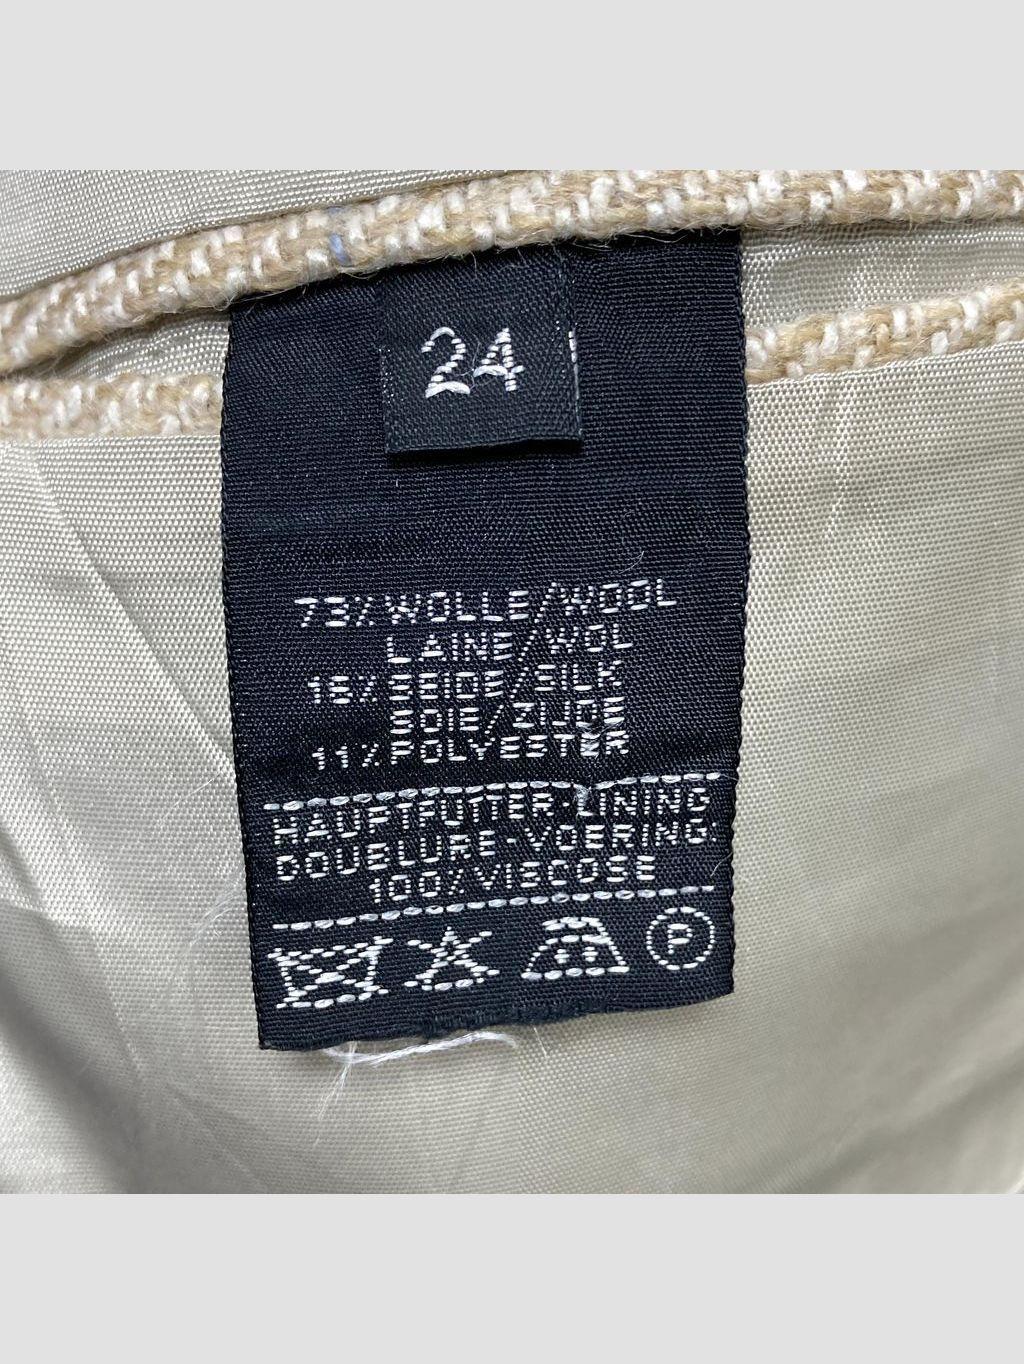 24
73% WOLLE/WOOL
LAINE/WOL
16% SEIDE/SILK
SOIE/ZIJDE
11% POLYESTER
HAUPTFUTTER-LINING
DOUBLURE-VOERING
100% VISCOSE
P